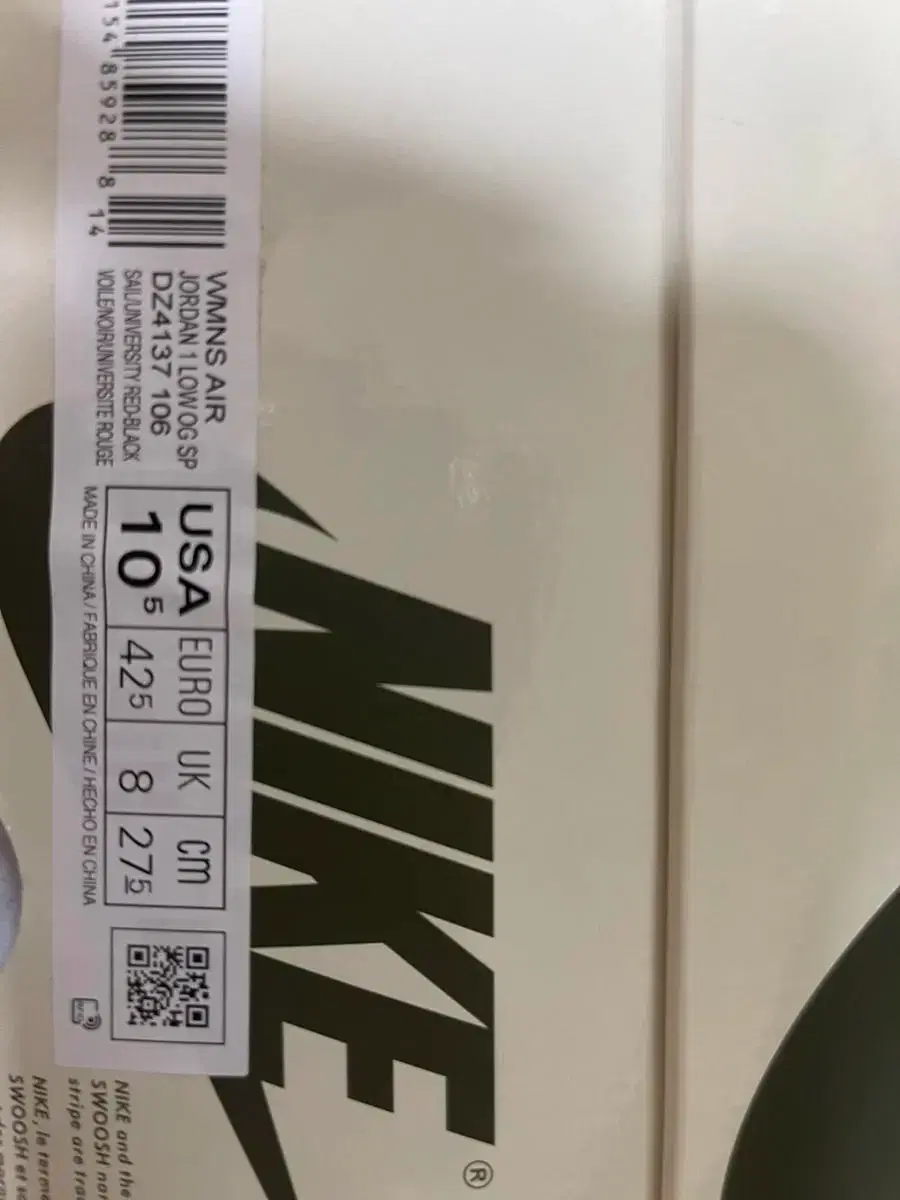 154 85928 8 14
WMNS AIR
JORDAN 1 LOW OG SP
DZ4137 106
SAIL/UNIVERSITY RED-BLACK
VOILE/NOIR/UNIVERSITE ROUGE
USA EURO UK cm
10⁵ 42⁵ 8 27⁵
MADE IN CHINA / FABRIQUE EN CHINE / HECHO EN CHINA
NIKE®
NIKE and the
SWOOSH
stripe are
NIKE, le
SWOOSH et